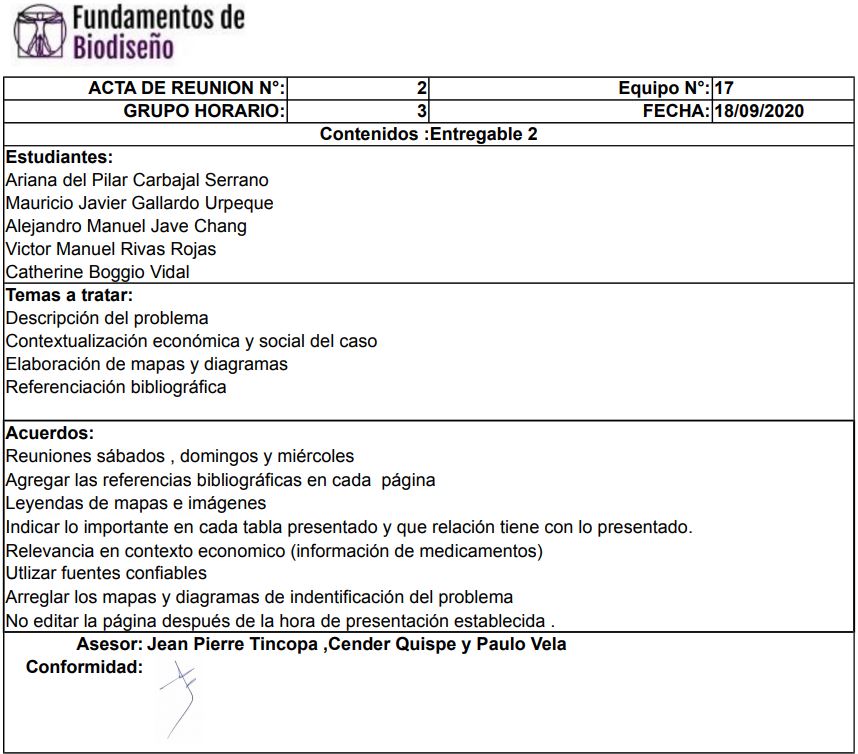 Fundamentos de
Biodiseño
ACTA DE REUNION N°: 2 Equipo N°: 17
GRUPO HORARIO: 3 FECHA: 18/09/2020
Contenidos :Entregable 2
Estudiantes:
Ariana del Pilar Carbajal Serrano
Mauricio Javier Gallardo Urpeque
Alejandro Manuel Jave Chang
Victor Manuel Rivas Rojas
Catherine Boggio Vidal
Temas a tratar:
Descripción del problema
Contextualización económica y social del caso
Elaboración de mapas y diagramas
Referenciación bibliográfica
Acuerdos:
Reuniones sábados , domingos y miércoles
Agregar las referencias bibliográficas en cada página
Leyendas de mapas e imágenes
Indicar lo importante en cada tabla presentado y que relación tiene con lo presentado.
Relevancia en contexto economico (información de medicamentos)
Utlizar fuentes confiables
Arreglar los mapas y diagramas de indentificación del problema
No editar la página después de la hora de presentación establecida .
Asesor: Jean Pierre Tincopa ,Cender Quispe y Paulo Vela
Conformidad: